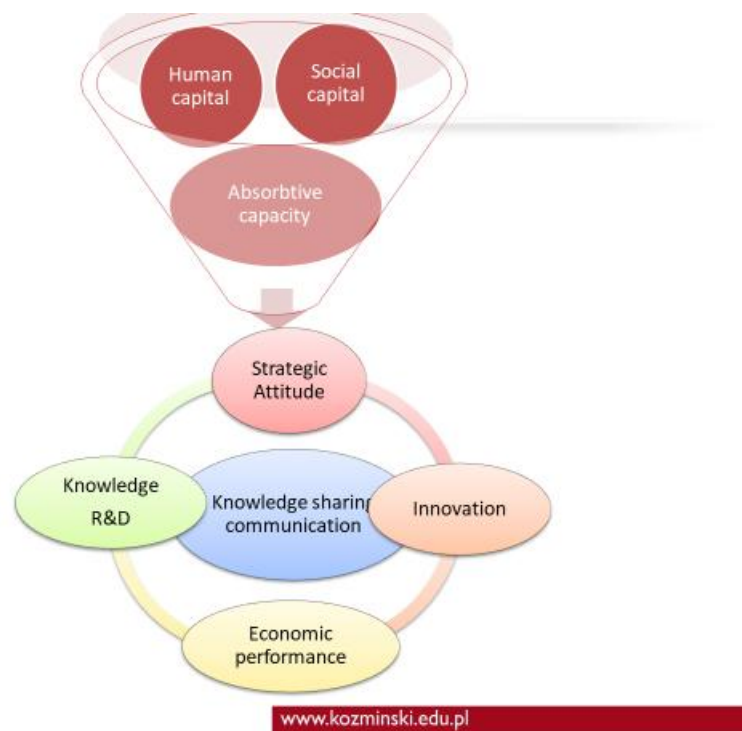 Human
capital
Social
capital
Absorbtive
capacity
Strategic
Attitude
Knowledge
R&D
Knowledge sharing
communication
Innovation
Economic
performance
www.kozminski.edu.pl